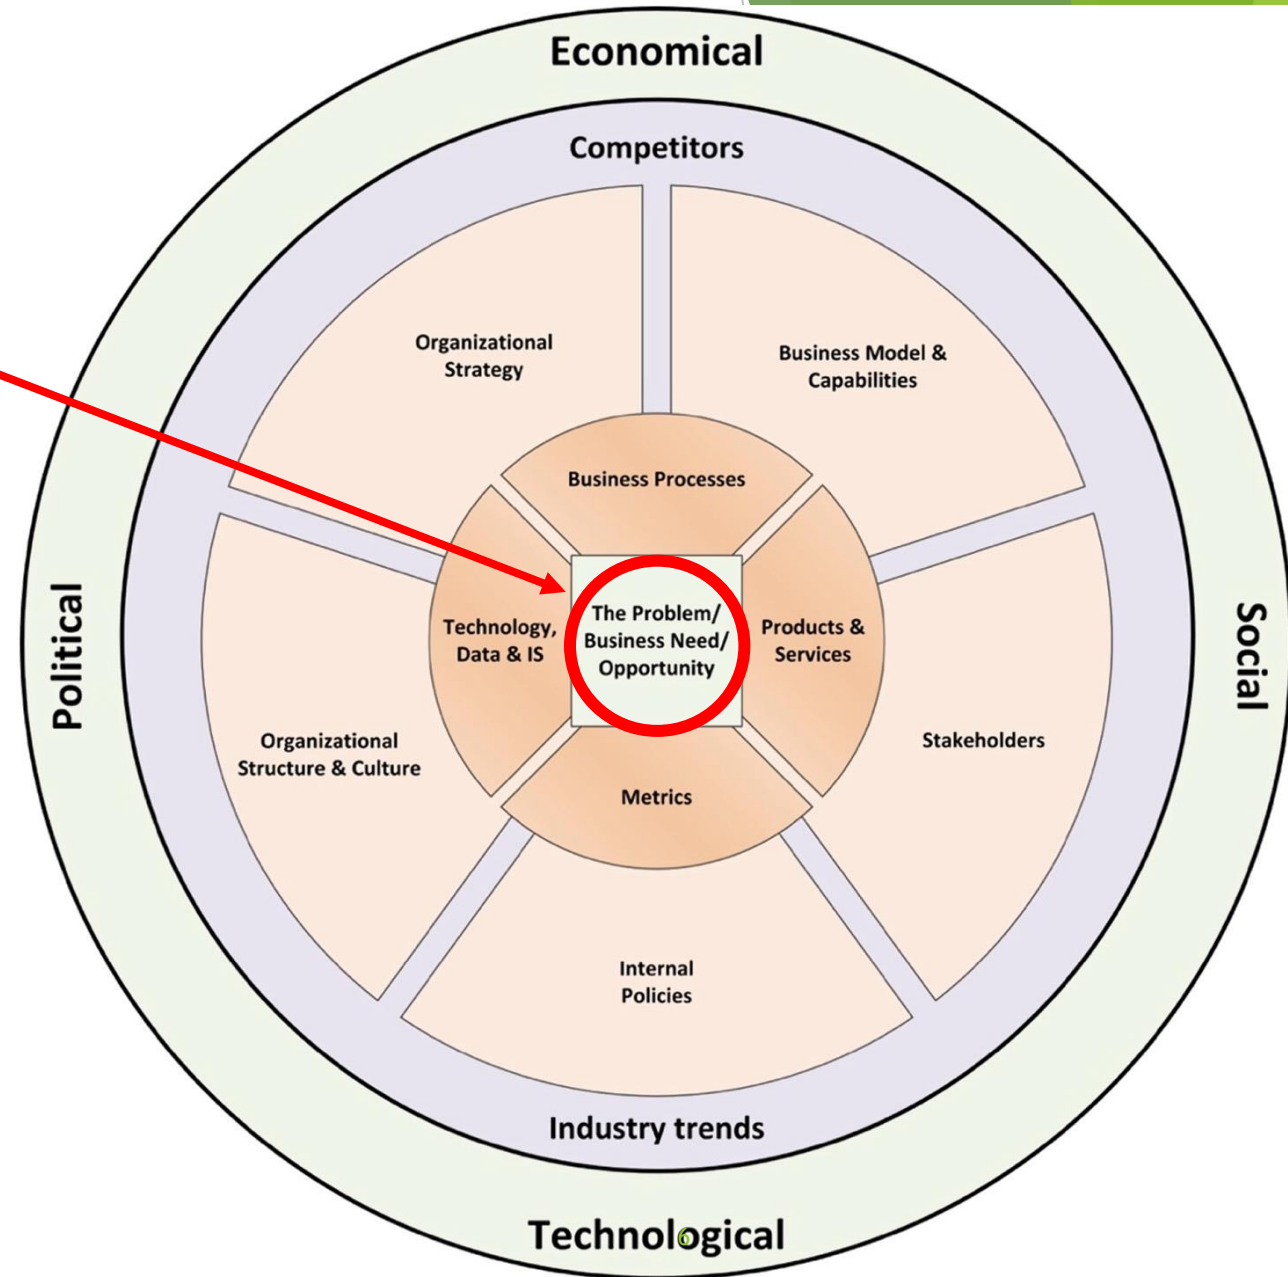 Economical
Competitors
Organizational
Strategy
Business Model &
Capabilities
Business Processes
Political
Technology,
Data & IS
The Problem/
Business Need/
Opportunity
Products &
Services
Social
Organizational
Structure & Culture
Stakeholders
Metrics
Internal
Policies
Industry trends
Technological
6